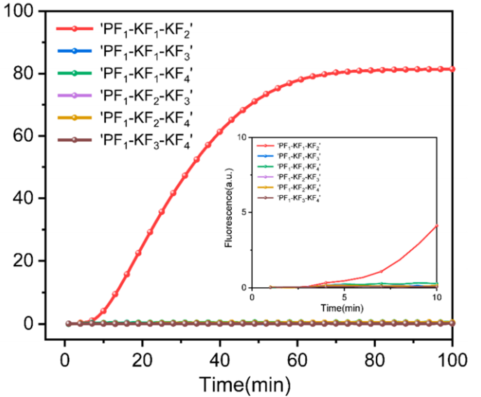 100
80
60
40
20
0
'PF₁-KF₁-KF₂'
'PF₁-KF₁-KF₃'
'PF₁-KF₁-KF₄'
'PF₁-KF₂-KF₃'
'PF₁-KF₂-KF₄'
'PF₁-KF₃-KF₄'
10
5
0
Fluorescence(a.u.)
'PF₁-KF₁-KF₂'
'PF₁-KF₁-KF₃'
'PF₁-KF₁-KF₄'
'PF₁-KF₂-KF₃'
'PF₁-KF₂-KF₄'
'PF₁-KF₃-KF₄'
0 5 10
Time(min)
0 20 40 60 80 100
Time(min)